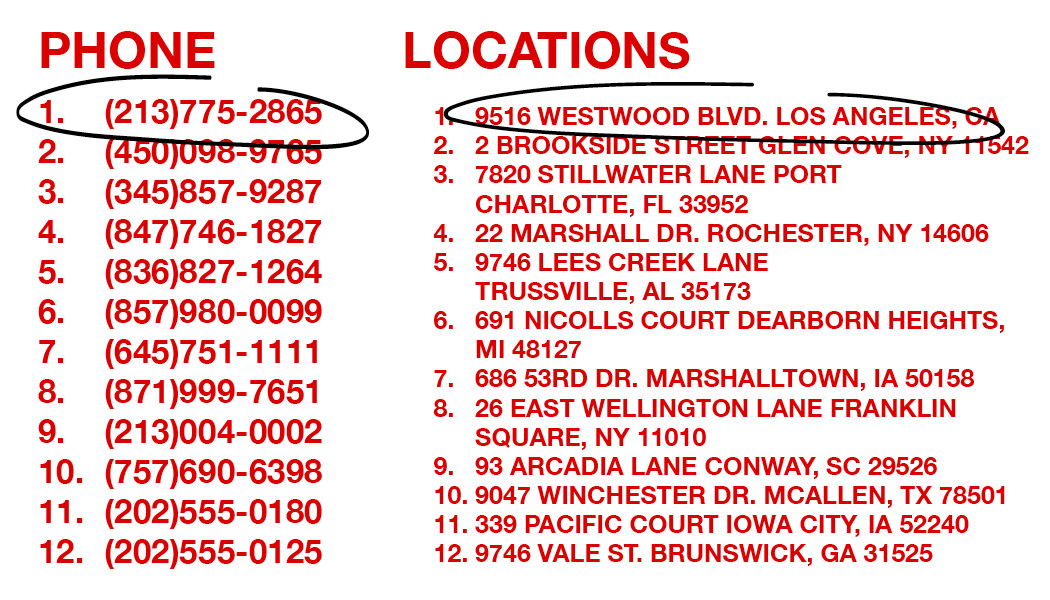 PHONE
1. (213)775-2865
2. (450)098-9765
3. (345)857-9287
4. (847)746-1827
5. (836)827-1264
6. (857)980-0099
7. (645)751-1111
8. (871)999-7651
9. (213)004-0002
10. (757)690-6398
11. (202)555-0180
12. (202)555-0125
LOCATIONS
1. 9516 WESTWOOD BLVD. LOS ANGELES, CA
2. 2 BROOKSIDE STREET GLEN COVE, NY 11542
3. 7820 STILLWATER LANE PORT
CHARLOTTE, FL 33952
4. 22 MARSHALL DR. ROCHESTER, NY 14606
5. 9746 LEES CREEK LANE
TRUSSVILLE, AL 35173
6. 691 NICOLLS COURT DEARBORN HEIGHTS,
MI 48127
7. 686 53RD DR. MARSHALLTOWN, IA 50158
8. 26 EAST WELLINGTON LANE FRANKLIN
SQUARE, NY 11010
9. 93 ARCADIA LANE CONWAY, SC 29526
10. 9047 WINCHESTER DR. MCALLEN, TX 78501
11. 339 PACIFIC COURT IOWA CITY, IA 52240
12. 9746 VALE ST. BRUNSWICK, GA 31525